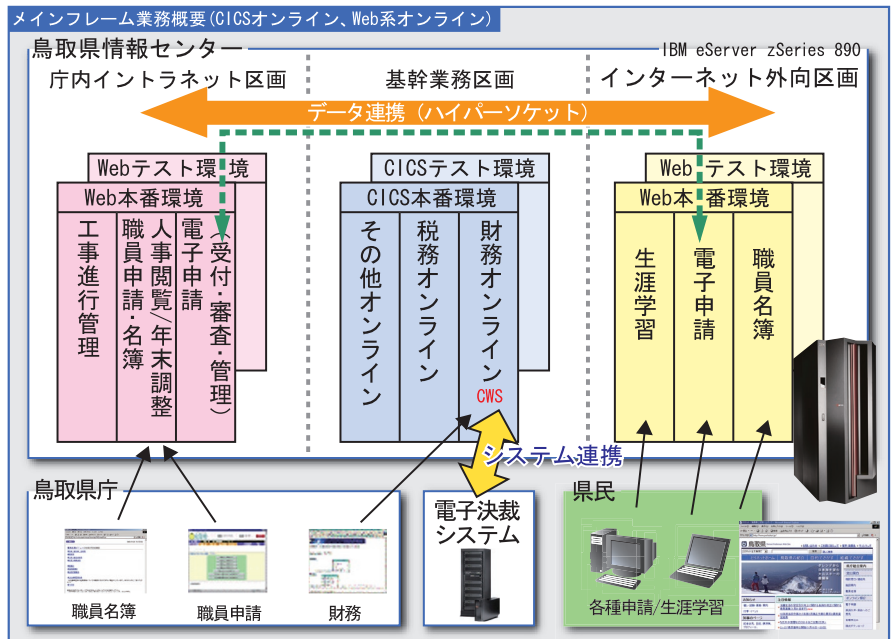 メインフレーム業務概要(CICSオンライン、Web系オンライン)
鳥取県情報センター
IBM eServer zSeries 890
庁内イントラネット区画
基幹業務区画
インターネット外向区画
データ連携（ハイパーソケット）
Webテスト環境
Web本番環境
工事進行管理
職員申請・名簿
人事閲覧/年末調整
電子申請
（受付・審査・管理）
CICSテスト環境
CICS本番環境
その他オンライン
税務オンライン
財務オンライン
CWS
Webテスト環境
Web本番環境
生涯学習
電子申請
職員名簿
システム連携
鳥取県庁
職員名簿
職員申請
財務
電子決裁
システム
県民
各種申請/生涯学習
鳥取県